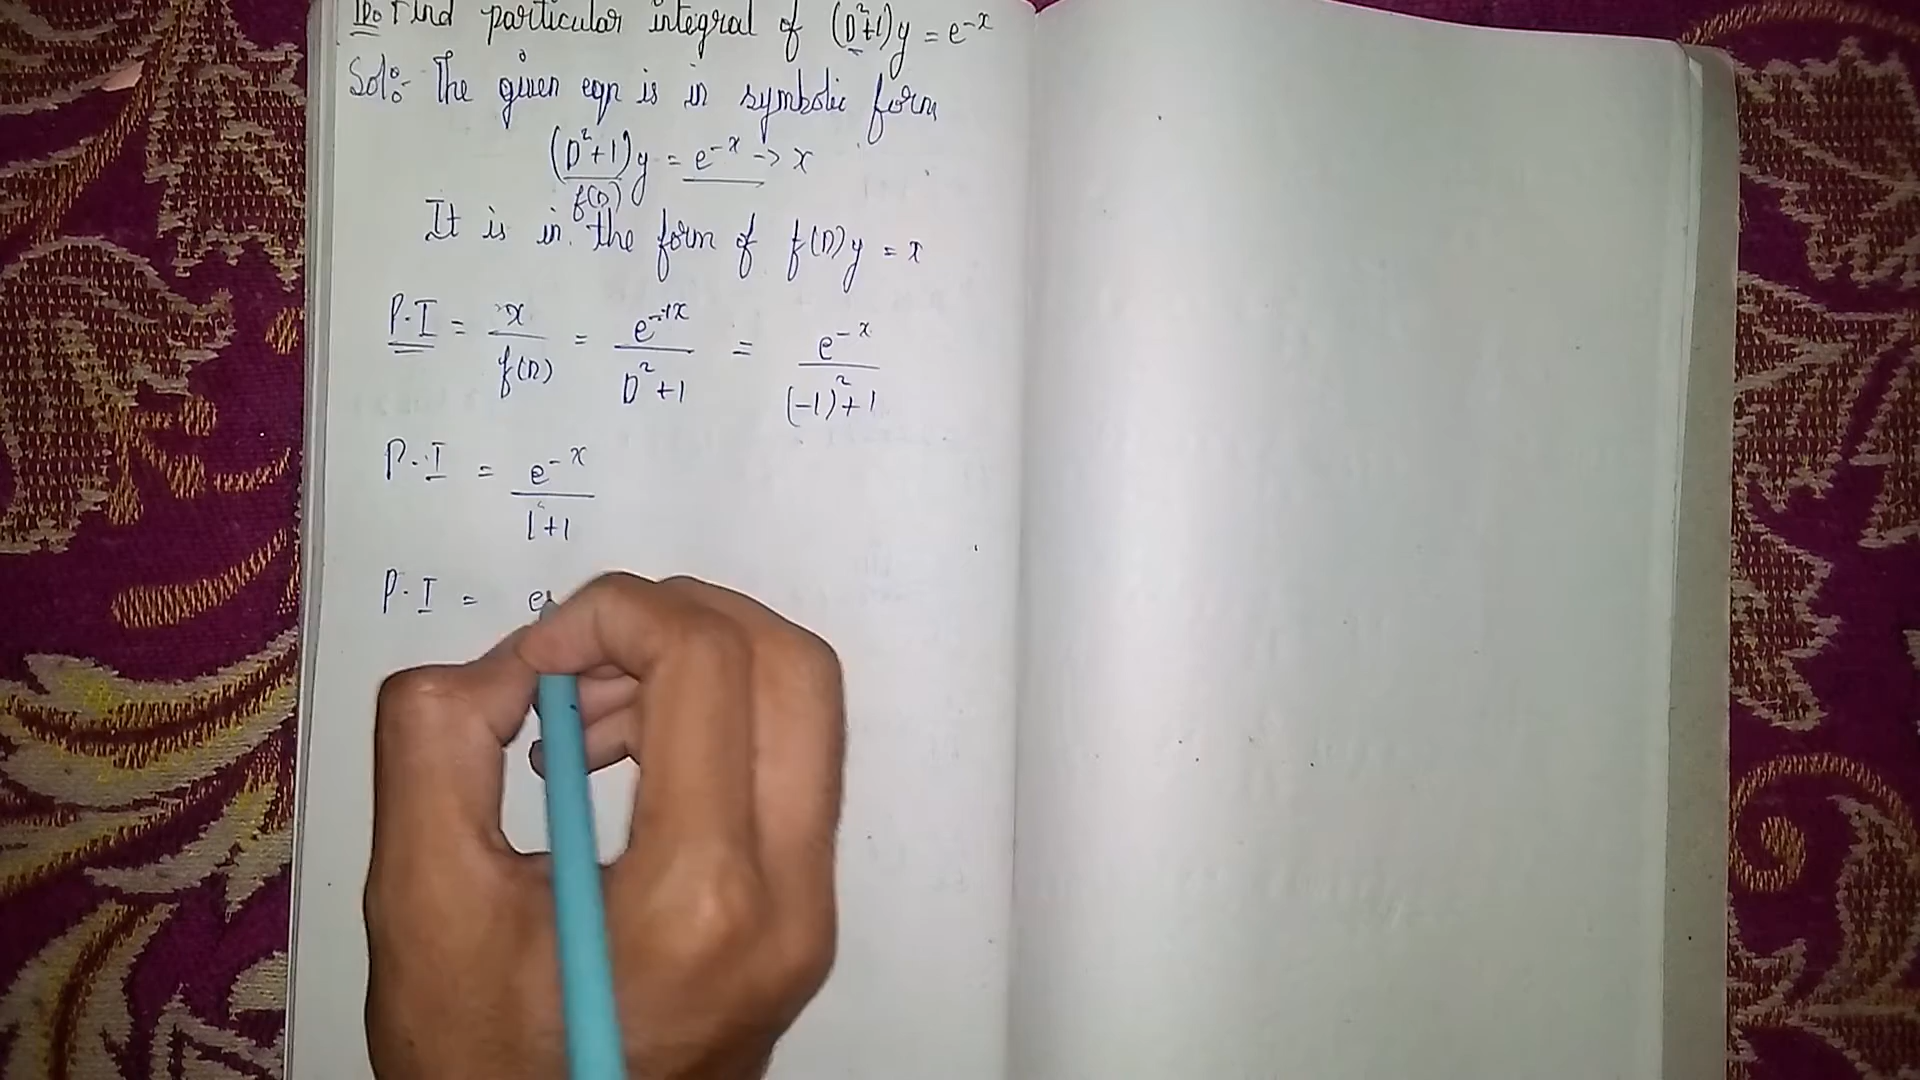 Find particular integral of (D²+1)y = e⁻ˣ
Sol:- The given eqn is in symbolic form
(D²+1)y = e⁻ˣ -> x
f(D)
It is in the form of f(D)y = x
P.I = x/f(D) = e⁻¹ˣ/D²+1 = e⁻ˣ/(-1)²+1
P.I = e⁻ˣ/1+1
P.I = e